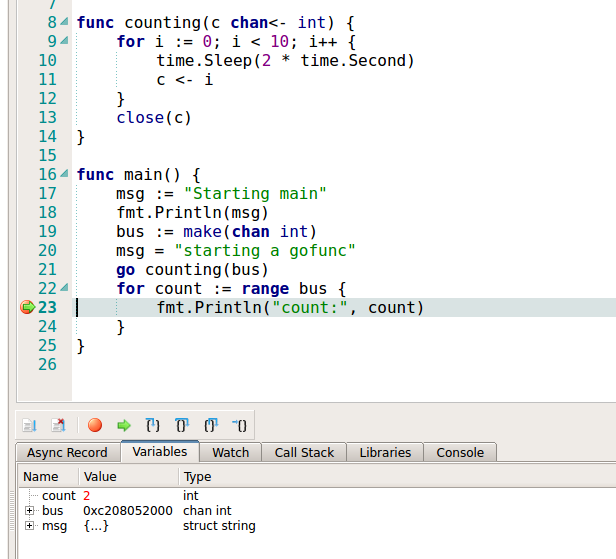 7
8 func counting(c chan<- int) {
9     for i := 0; i < 10; i++ {
10         time.Sleep(2 * time.Second)
11         c <- i
12     }
13     close(c)
14 }
15
16 func main() {
17     msg := "Starting main"
18     fmt.Println(msg)
19     bus := make(chan int)
20     msg = "starting a gofunc"
21     go counting(bus)
22     for count := range bus {
23         fmt.Println("count:", count)
24     }
25 }
26
Async Record Variables Watch Call Stack Libraries Console
Name Value Type
count 2 int
bus 0xc208052000 chan int
msg {...} struct string